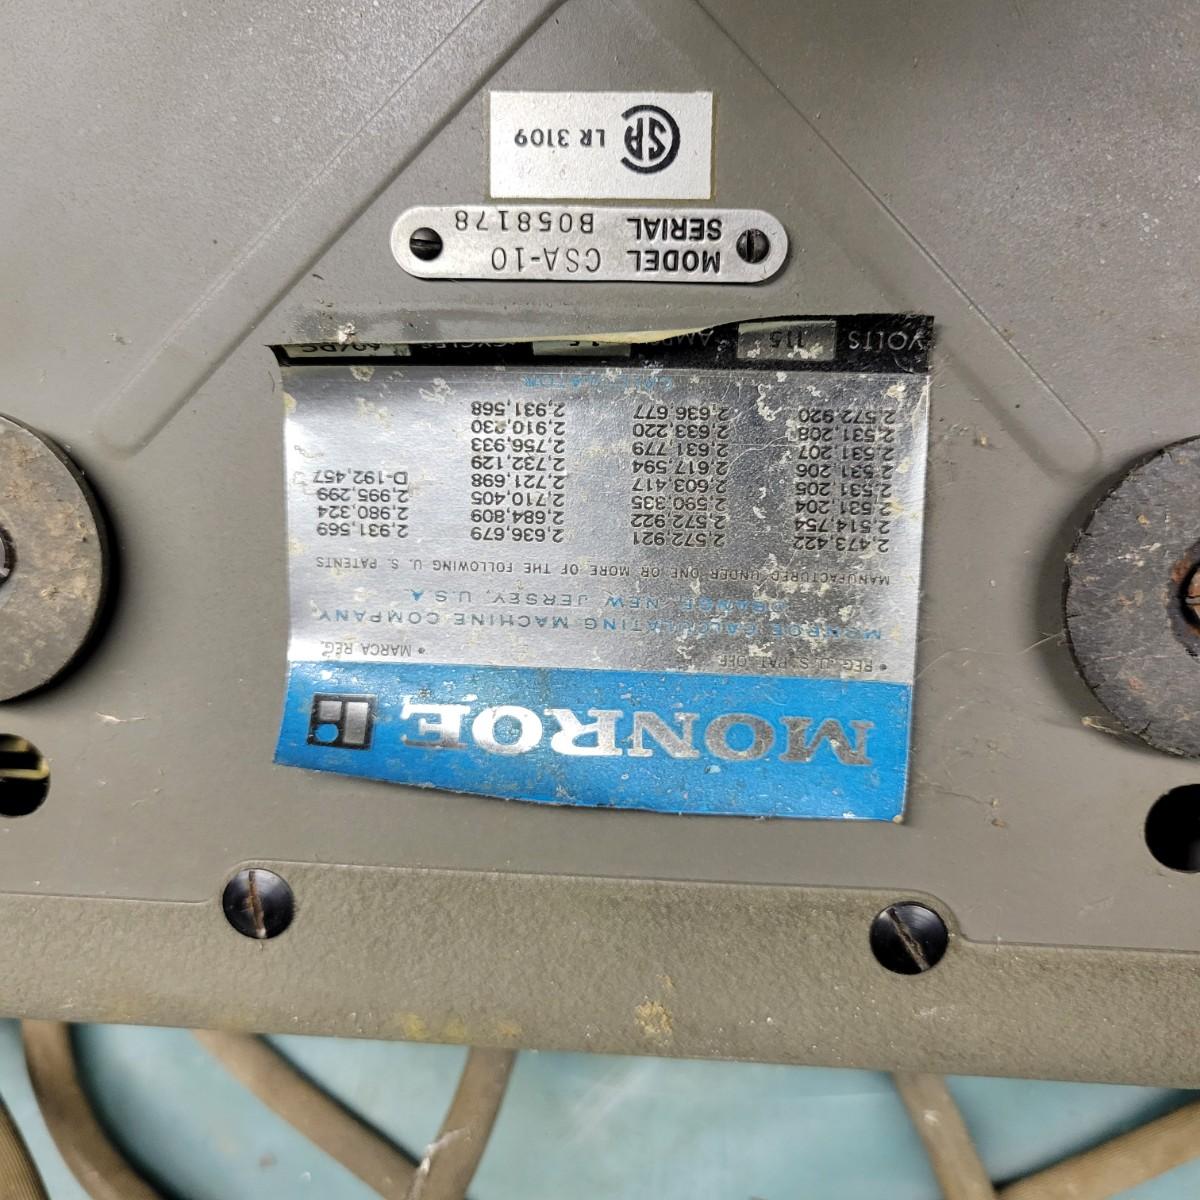 MONROE
* REG. U.S. PAT. OFF. * MARCA REG.
MONROE CALCULATING MACHINE COMPANY
ORANGE, NEW JERSEY, U.S.A.
MANUFACTURED UNDER ONE OR MORE OF THE FOLLOWING U. S. PATENTS
2,473,422 2,572,921 2,636,679 2,931,569
2,514,754 2,572,922 2,684,809 2,980,324
2,531,204 2,590,335 2,710,405 2,995,299
2,531,205 2,603,417 2,721,698 D-192,457
2,531,206 2,617,594 2,732,129
2,531,207 2,631,779 2,756,933
2,531,208 2,633,220 2,910,230
2,572,920 2,636,677 2,931,568
CALCULATOR
VOLTS 115 AMPS 1.5 CYCLES 60/DC
MODEL CSA-10
SERIAL B058178
CSA LR 3109